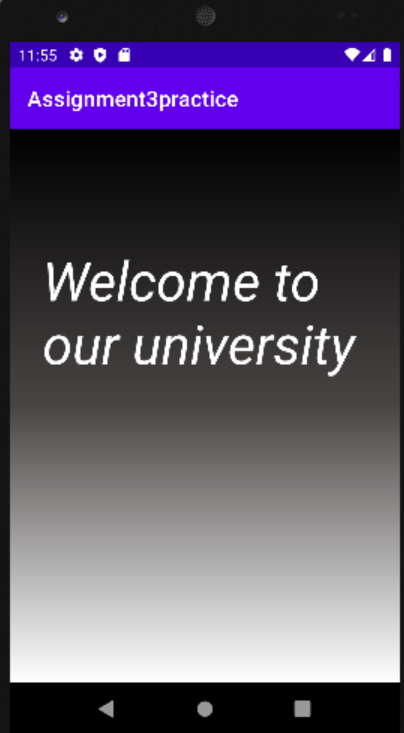 11:55
Assignment3practice
Welcome to
our university